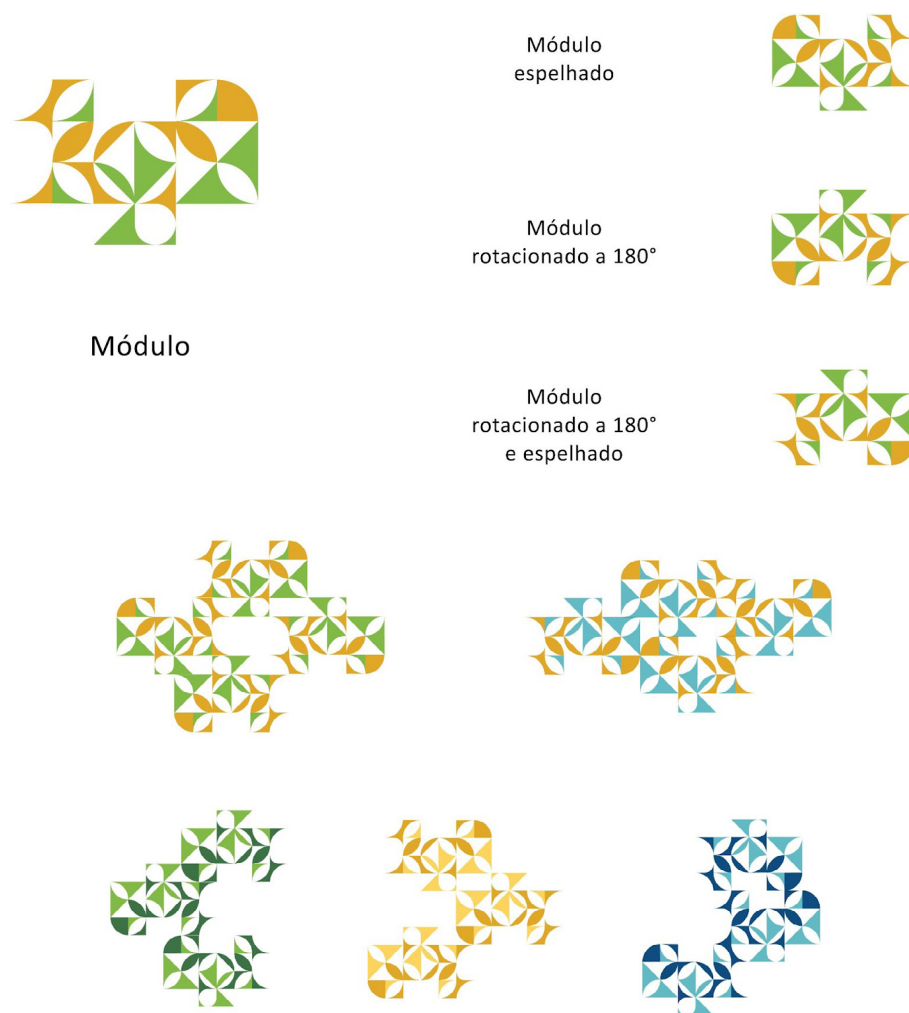 Módulo
espelhado
Módulo
rotacionado a 180°
Módulo
Módulo
rotacionado a 180°
e espelhado